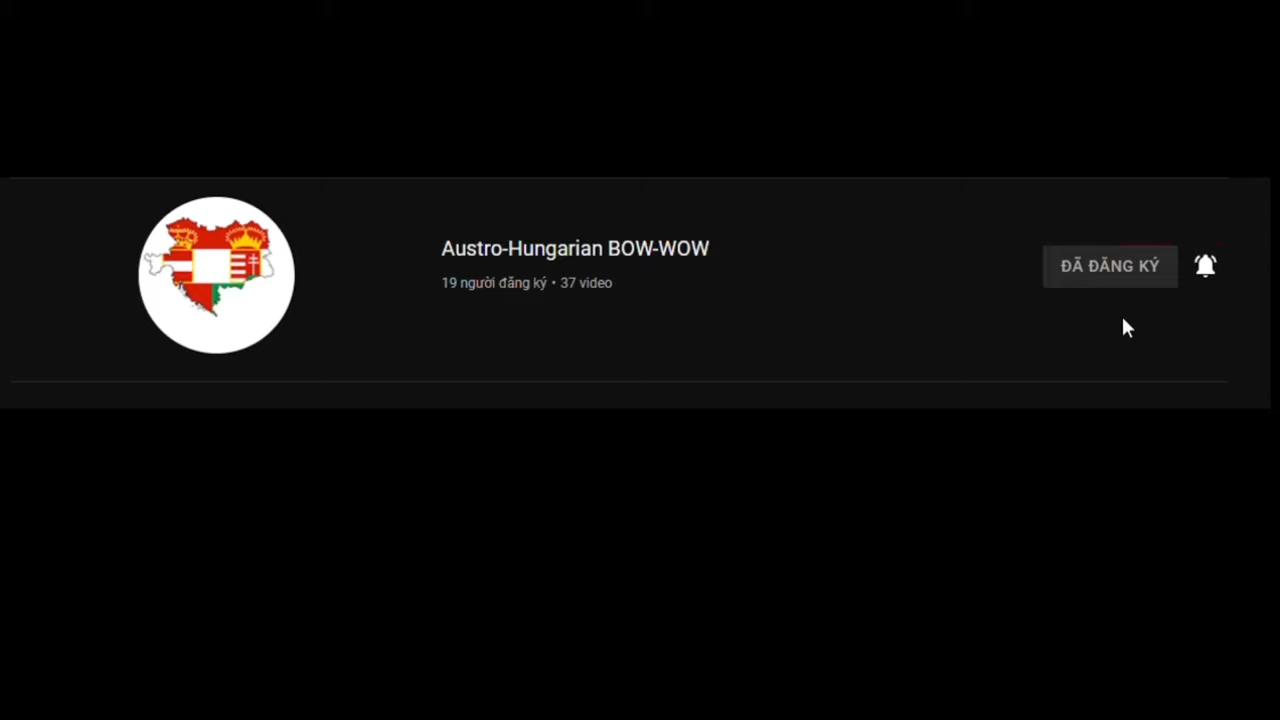 Austro-Hungarian BOW-WOW
19 người đăng ký • 37 video
ĐÃ ĐĂNG KÝ